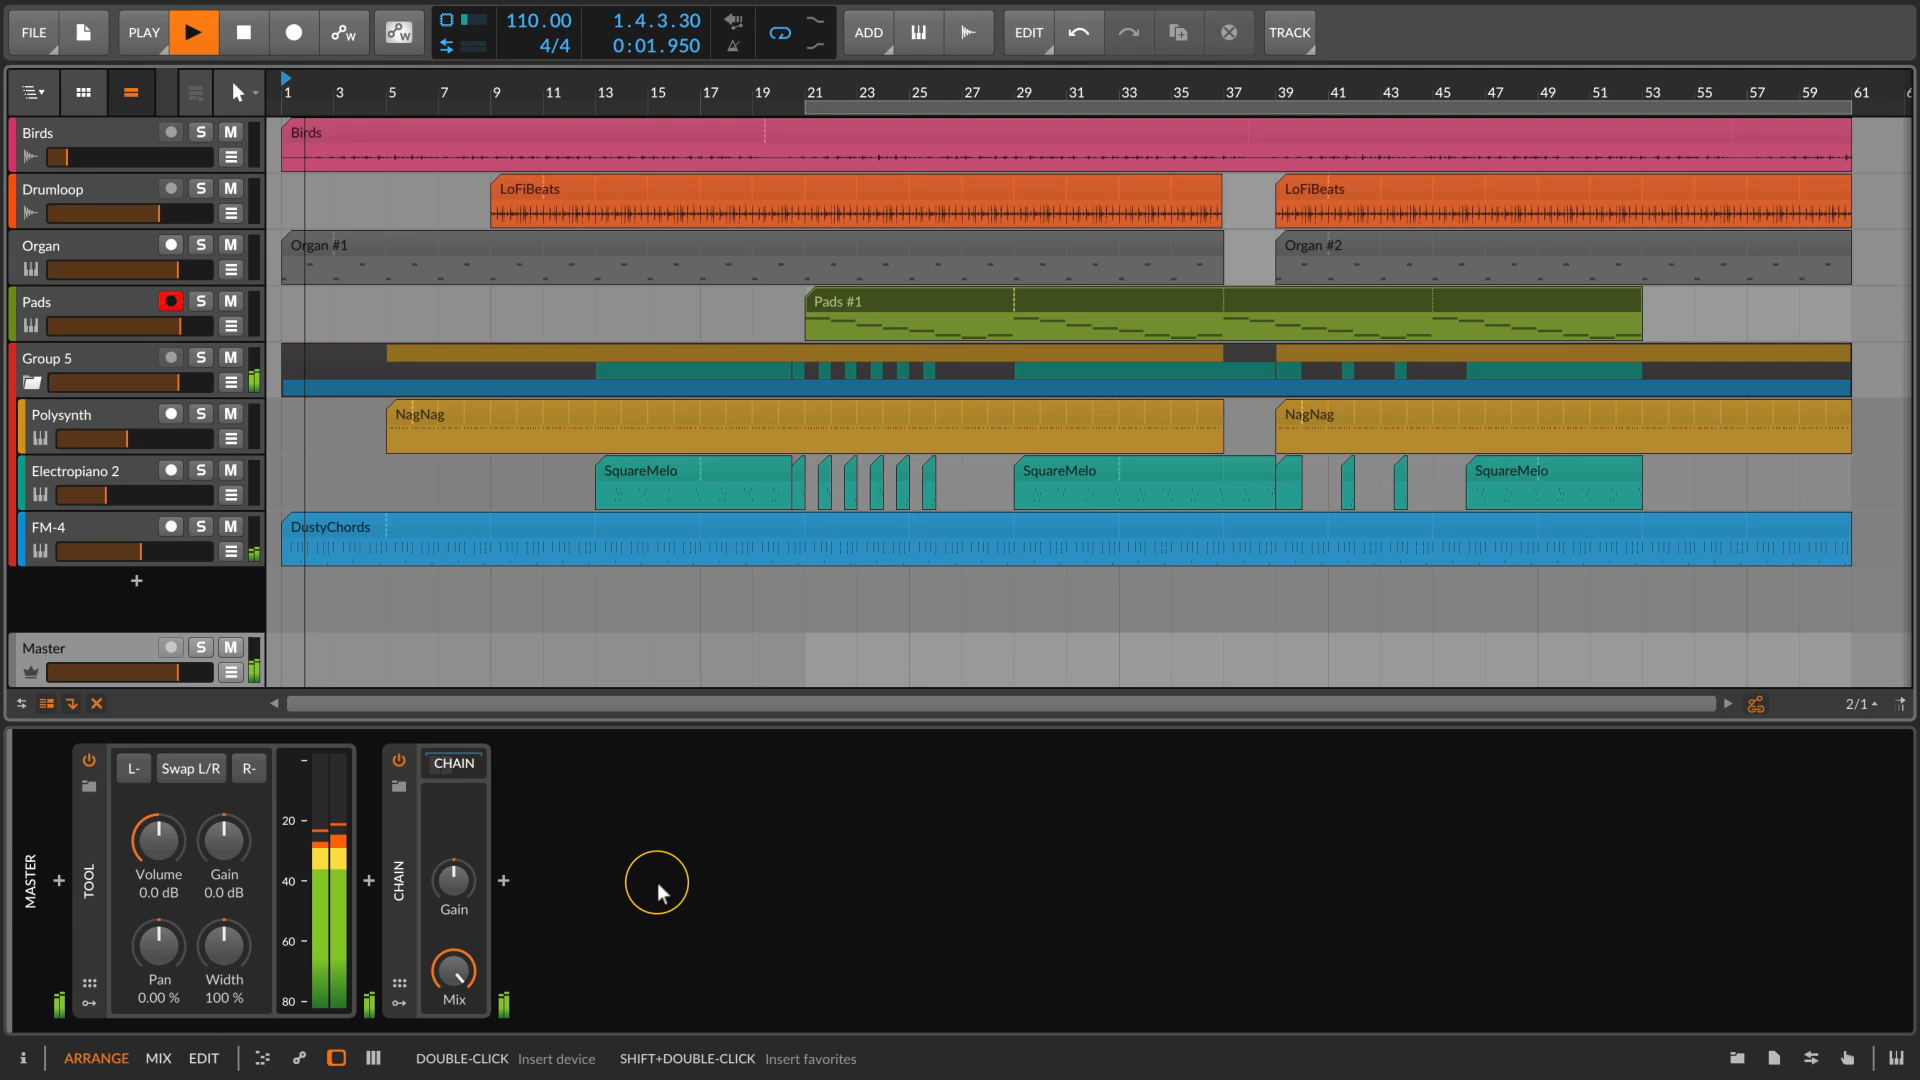 FILE PLAY 110.00 1.4.3.30 ADD EDIT TRACK
4/4 0:01.950
1 3 5 7 9 11 13 15 17 19 21 23 25 27 29 31 33 35 37 39 41 43 45 47 49 51 53 55 57 59 61
Birds S M Birds
Drumloop S M LoFiBeats LoFiBeats
Organ S M Organ #1 Organ #2
Pads S M Pads #1
Group 5 S M
Polysynth S M NagNag NagNag
Electropiano 2 S M SquareMelo SquareMelo SquareMelo
FM-4 S M DustyChords
+
Master S M
2/1
MASTER
+
TOOL
L- Swap L/R R-
Volume Gain
0.0 dB 0.0 dB
Pan Width
0.00 % 100 %
20
40
60
80
+
CHAIN
CHAIN
Gain
Mix
+
i ARRANGE MIX EDIT DOUBLE-CLICK Insert device SHIFT+DOUBLE-CLICK Insert favorites